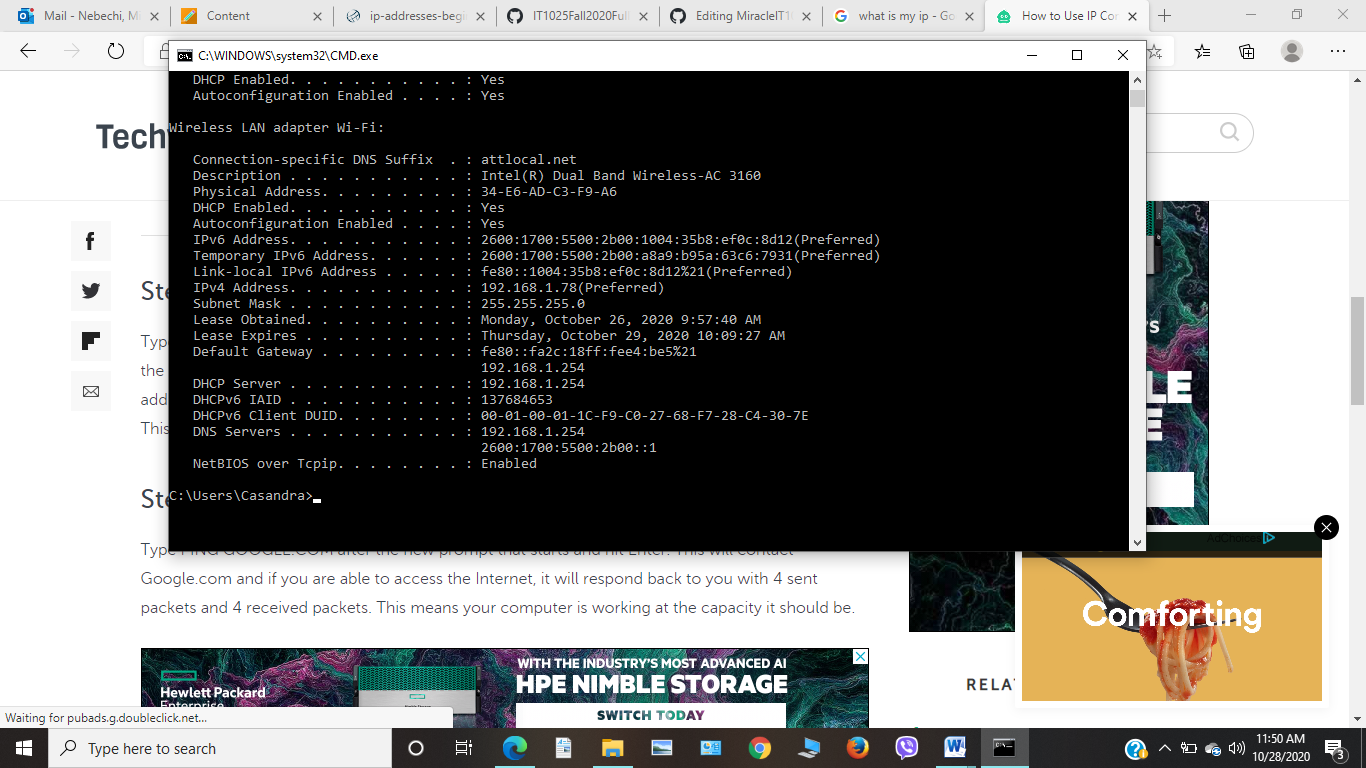 Mail - Nebechi, M
Content
ip-addresses-begi
IT1025Fall2020Full
Editing MiracleIT10
what is my ip - Go
How to Use IP Con
C:\WINDOWS\system32\CMD.exe
DHCP Enabled. . . . . . . . . . . : Yes
Autoconfiguration Enabled . . . . : Yes
Wireless LAN adapter Wi-Fi:
Connection-specific DNS Suffix  . : attlocal.net
Description . . . . . . . . . . . : Intel(R) Dual Band Wireless-AC 3160
Physical Address. . . . . . . . . : 34-E6-AD-C3-F9-A6
DHCP Enabled. . . . . . . . . . . : Yes
Autoconfiguration Enabled . . . . : Yes
IPv6 Address. . . . . . . . . . . : 2600:1700:5500:2b00:1004:35b8:ef0c:8d12(Preferred)
Temporary IPv6 Address. . . . . . : 2600:1700:5500:2b00:a8a9:b95a:63c6:7931(Preferred)
Link-local IPv6 Address . . . . . : fe80::1004:35b8:ef0c:8d12%21(Preferred)
IPv4 Address. . . . . . . . . . . : 192.168.1.78(Preferred)
Subnet Mask . . . . . . . . . . . : 255.255.255.0
Lease Obtained. . . . . . . . . . : Monday, October 26, 2020 9:57:40 AM
Lease Expires . . . . . . . . . . : Thursday, October 29, 2020 10:09:27 AM
Default Gateway . . . . . . . . . : fe80::fa2c:18ff:fee4:be5%21
192.168.1.254
DHCP Server . . . . . . . . . . . : 192.168.1.254
DHCPv6 IAID . . . . . . . . . . . : 137684653
DHCPv6 Client DUID. . . . . . . . : 00-01-00-01-1C-F9-C0-27-68-F7-28-C4-30-7E
DNS Servers . . . . . . . . . . . : 192.168.1.254
2600:1700:5500:2b00::1
NetBIOS over Tcpip. . . . . . . . : Enabled
C:\Users\Casandra>
Tech
Ste
Type
the
add
This
Ste
Type PING GOOGLE.COM after the new prompt that starts and hit Enter. This will contact
Google.com and if you are able to access the Internet, it will respond back to you with 4 sent
packets and 4 received packets. This means your computer is working at the capacity it should be.
AdChoices
Comforting
RELAT
Hewlett Packard
Enterprise
WITH THE INDUSTRY'S MOST ADVANCED AI
HPE NIMBLE STORAGE
SWITCH TODAY
Waiting for pubads.g.doubleclick.net...
Type here to search
11:50 AM
10/28/2020
3